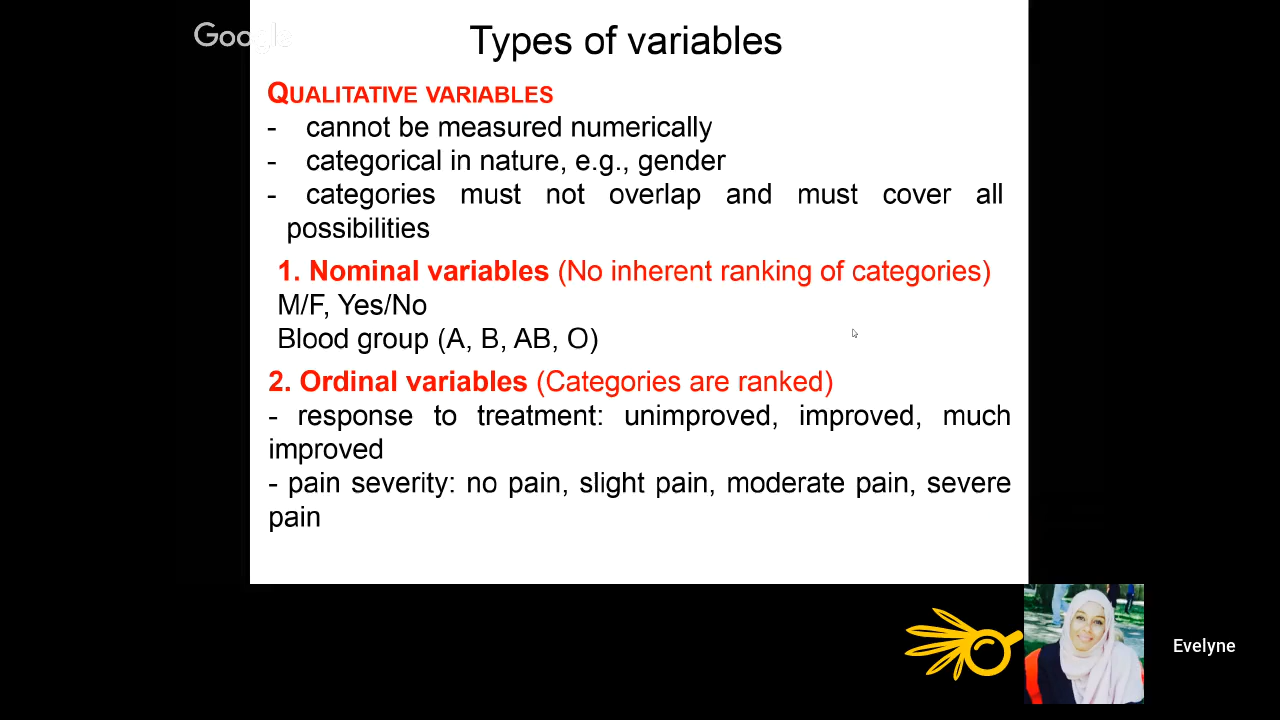 Google
Types of variables
QUALITATIVE VARIABLES
- cannot be measured numerically
- categorical in nature, e.g., gender
- categories must not overlap and must cover all
possibilities
1. Nominal variables (No inherent ranking of categories)
M/F, Yes/No
Blood group (A, B, AB, O)
2. Ordinal variables (Categories are ranked)
- response to treatment: unimproved, improved, much
improved
- pain severity: no pain, slight pain, moderate pain, severe
pain
Evelyne